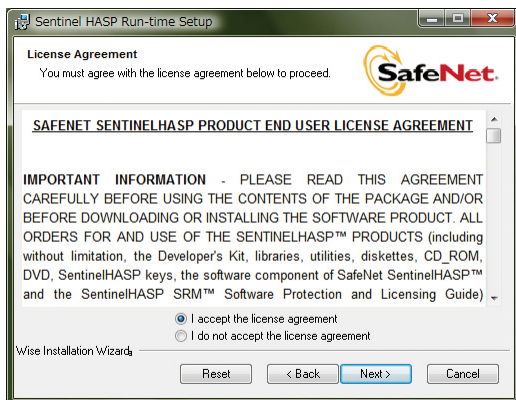 Sentinel HASP Run-time Setup
License Agreement
You must agree with the license agreement below to proceed.
SafeNet.
SAFENET SENTINELHASP PRODUCT END USER LICENSE AGREEMENT
IMPORTANT INFORMATION - PLEASE READ THIS AGREEMENT
CAREFULLY BEFORE USING THE CONTENTS OF THE PACKAGE AND/OR
BEFORE DOWNLOADING OR INSTALLING THE SOFTWARE PRODUCT. ALL
ORDERS FOR AND USE OF THE SENTINELHASP™ PRODUCTS (including
without limitation, the Developer's Kit, libraries, utilities, diskettes, CD_ROM,
DVD, SentinelHASP keys, the software component of SafeNet SentinelHASP™
and the SentinelHASP SRM™ Software Protection and Licensing Guide)
I accept the license agreement
I do not accept the license agreement
Wise Installation Wizard
Reset
< Back
Next >
Cancel